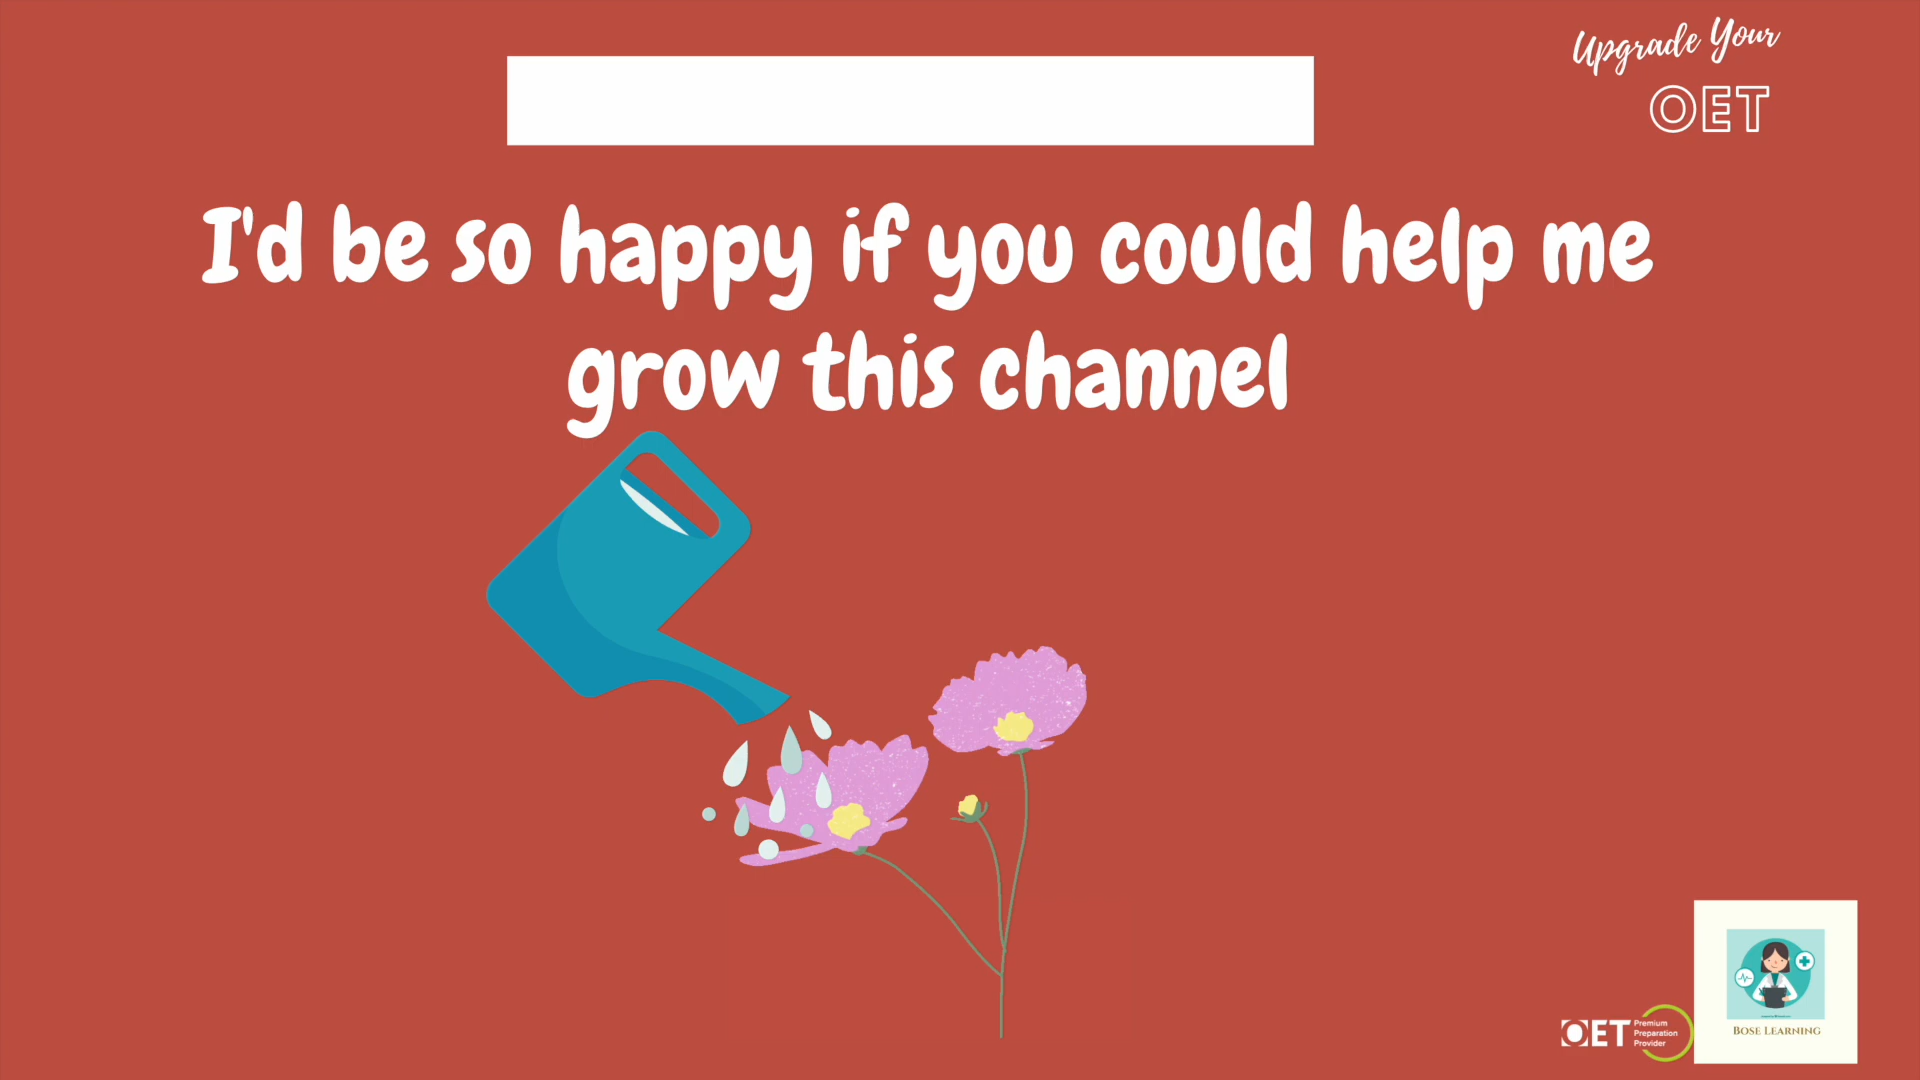 Upgrade Your
OET
I'd be so happy if you could help me
grow this channel
OET Premium
Preparation
Provider
BOSE LEARNING